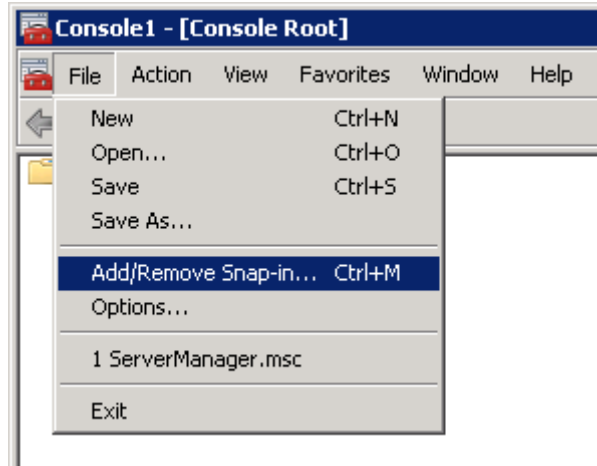 Console1 - [Console Root]
File Action View Favorites Window Help
New Ctrl+N
Open... Ctrl+O
Save Ctrl+S
Save As...
Add/Remove Snap-in... Ctrl+M
Options...
1 ServerManager.msc
Exit